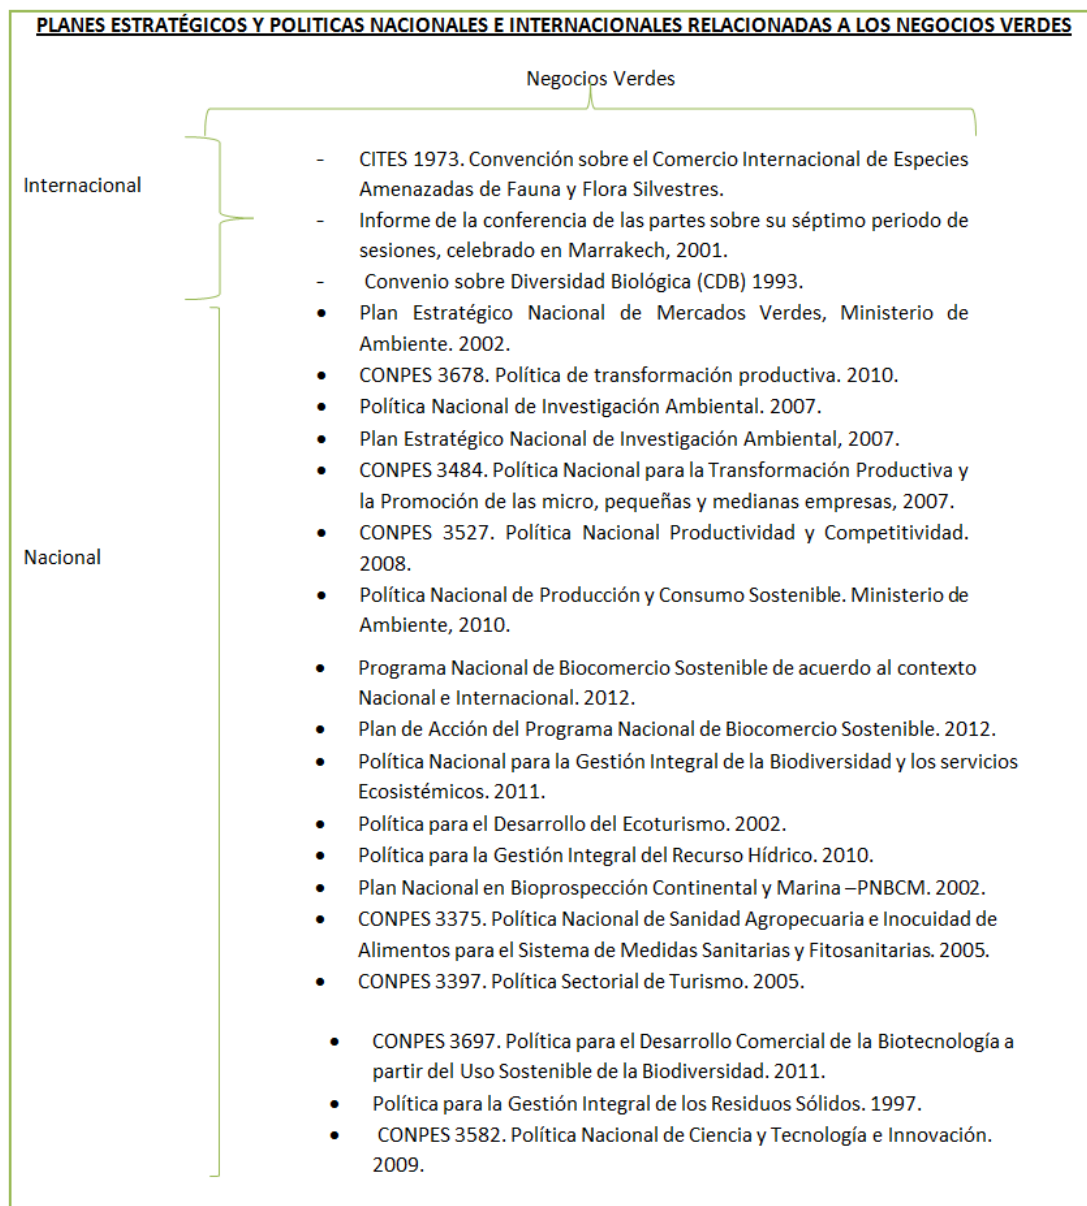 PLANES ESTRATÉGICOS Y POLITICAS NACIONALES E INTERNACIONALES RELACIONADAS A LOS NEGOCIOS VERDES
Negocios Verdes
Internacional
- CITES 1973. Convención sobre el Comercio Internacional de Especies
Amenazadas de Fauna y Flora Silvestres.
- Informe de la conferencia de las partes sobre su séptimo periodo de
sesiones, celebrado en Marrakech, 2001.
- Convenio sobre Diversidad Biológica (CDB) 1993.
Nacional
• Plan Estratégico Nacional de Mercados Verdes, Ministerio de
Ambiente. 2002.
• CONPES 3678. Política de transformación productiva. 2010.
• Política Nacional de Investigación Ambiental. 2007.
• Plan Estratégico Nacional de Investigación Ambiental, 2007.
• CONPES 3484. Política Nacional para la Transformación Productiva y
la Promoción de las micro, pequeñas y medianas empresas, 2007.
• CONPES 3527. Política Nacional Productividad y Competitividad.
2008.
• Política Nacional de Producción y Consumo Sostenible. Ministerio de
Ambiente, 2010.
• Programa Nacional de Biocomercio Sostenible de acuerdo al contexto
Nacional e Internacional. 2012.
• Plan de Acción del Programa Nacional de Biocomercio Sostenible. 2012.
• Política Nacional para la Gestión Integral de la Biodiversidad y los servicios
Ecosistémicos. 2011.
• Política para el Desarrollo del Ecoturismo. 2002.
• Política para la Gestión Integral del Recurso Hídrico. 2010.
• Plan Nacional en Bioprospección Continental y Marina –PNBCM. 2002.
• CONPES 3375. Política Nacional de Sanidad Agropecuaria e Inocuidad de
Alimentos para el Sistema de Medidas Sanitarias y Fitosanitarias. 2005.
• CONPES 3397. Política Sectorial de Turismo. 2005.
• CONPES 3697. Política para el Desarrollo Comercial de la Biotecnología a
partir del Uso Sostenible de la Biodiversidad. 2011.
• Política para la Gestión Integral de los Residuos Sólidos. 1997.
• CONPES 3582. Política Nacional de Ciencia y Tecnología e Innovación.
2009.